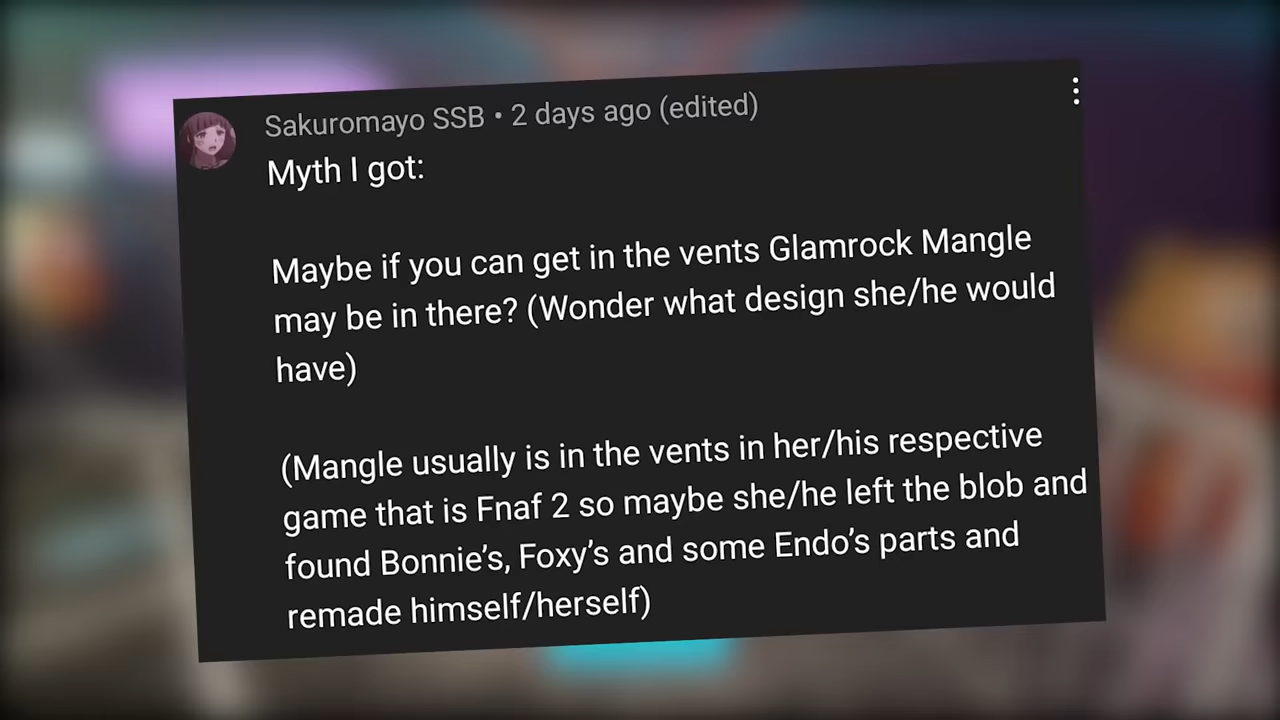 Sakuromayo SSB • 2 days ago (edited)
Myth I got:
Maybe if you can get in the vents Glamrock Mangle
may be in there? (Wonder what design she/he would
have)
(Mangle usually is in the vents in her/his respective
game that is Fnaf 2 so maybe she/he left the blob and
found Bonnie’s, Foxy’s and some Endo’s parts and
remade himself/herself)